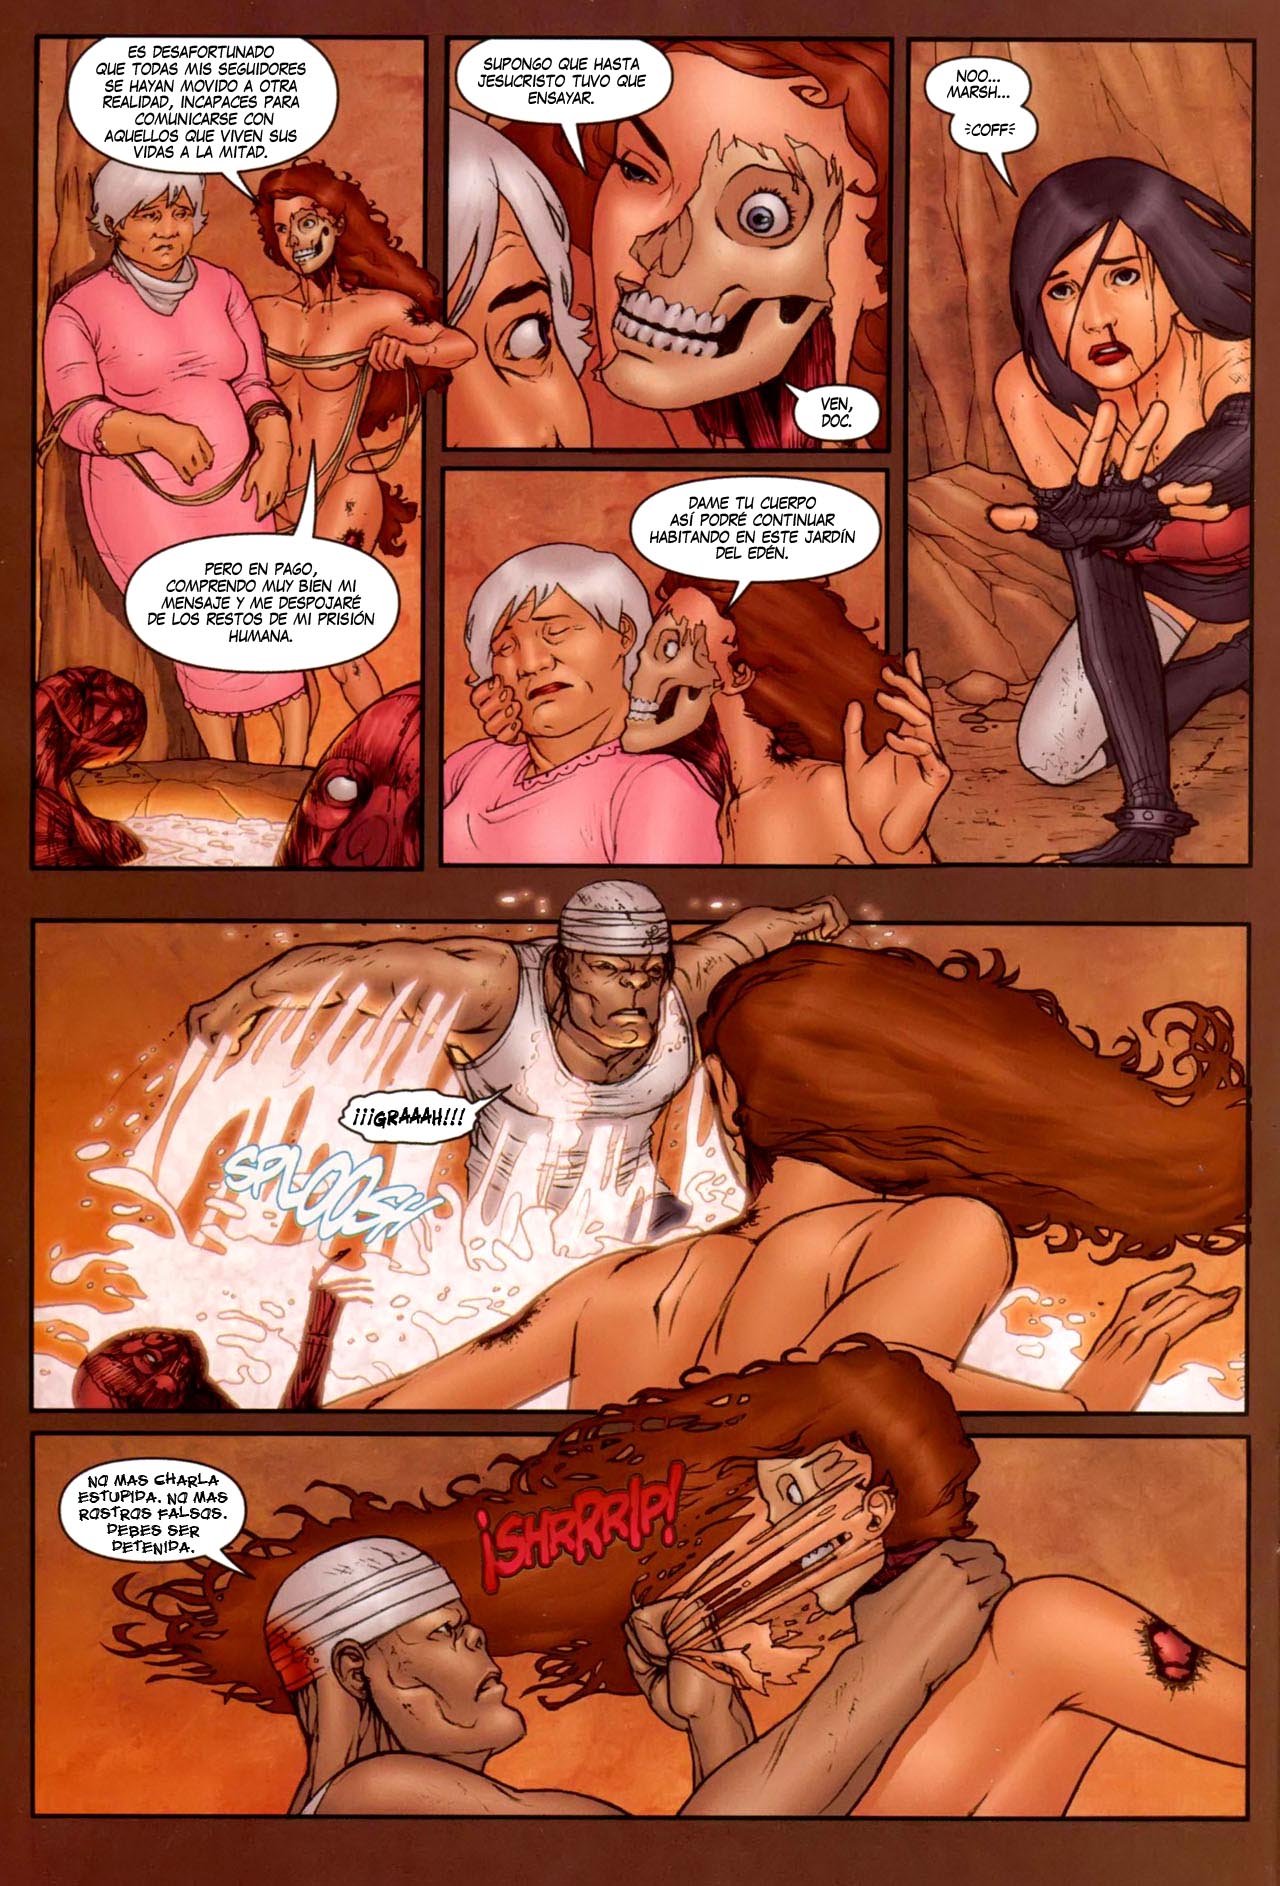 ES DESAFORTUNADO
QUE TODAS MIS SEGUIDORES
SE HAYAN MOVIDO A OTRA
REALIDAD, INCAPACES PARA
COMUNICARSE CON
AQUELLOS QUE VIVEN SUS
VIDAS A LA MITAD.
PERO EN PAGO,
COMPRENDO MUY BIEN MI
MENSAJE Y ME DESPOJARÉ
DE LOS RESTOS DE MI PRISIÓN
HUMANA.
SUPONGO QUE HASTA
JESUCRISTO TUVO QUE
ENSAYAR.
VEN,
DOC.
DAME TU CUERPO
ASÍ PODRÉ CONTINUAR
HABITANDO EN ESTE JARDÍN
DEL EDÉN.
NOO...
MARSH...
COFF
¡¡¡GRAAAH!!!
SPLOOSH
NO MAS CHARLA
ESTUPIDA. NO MAS
ROSTROS FALSOS.
DEBES SER
DETENIDA.
¡SHRRRIP!